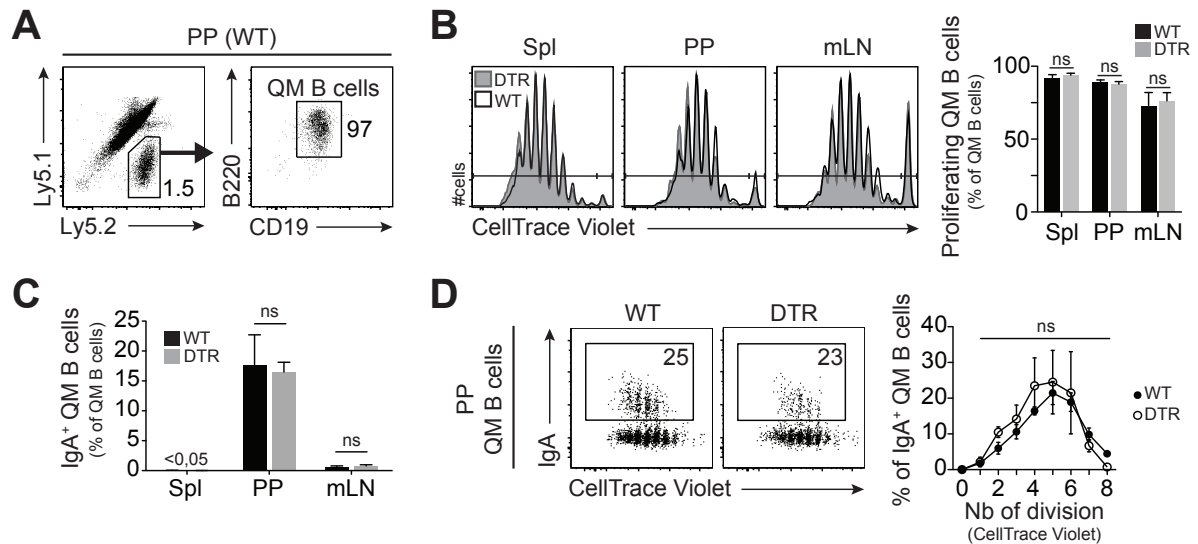 A
PP (WT)
Ly5.1
Ly5.2
1.5
B220
CD19
QM B cells
97
B
Spl
PP
mLN
DTR
WT
#cells
CellTrace Violet
Proliferating QM B cells
(% of QM B cells)
100
50
0
ns
ns
ns
Spl
PP
mLN
WT
DTR
C
IgA⁺ QM B cells
(% of QM B cells)
25
20
15
10
5
0
WT
DTR
<0,05
ns
ns
Spl
PP
mLN
D
WT
DTR
PP
QM B cells
IgA
25
23
CellTrace Violet
% of IgA⁺ QM B cells
40
30
20
10
0
ns
WT
DTR
0 2 4 6 8
Nb of division
(CellTrace Violet)